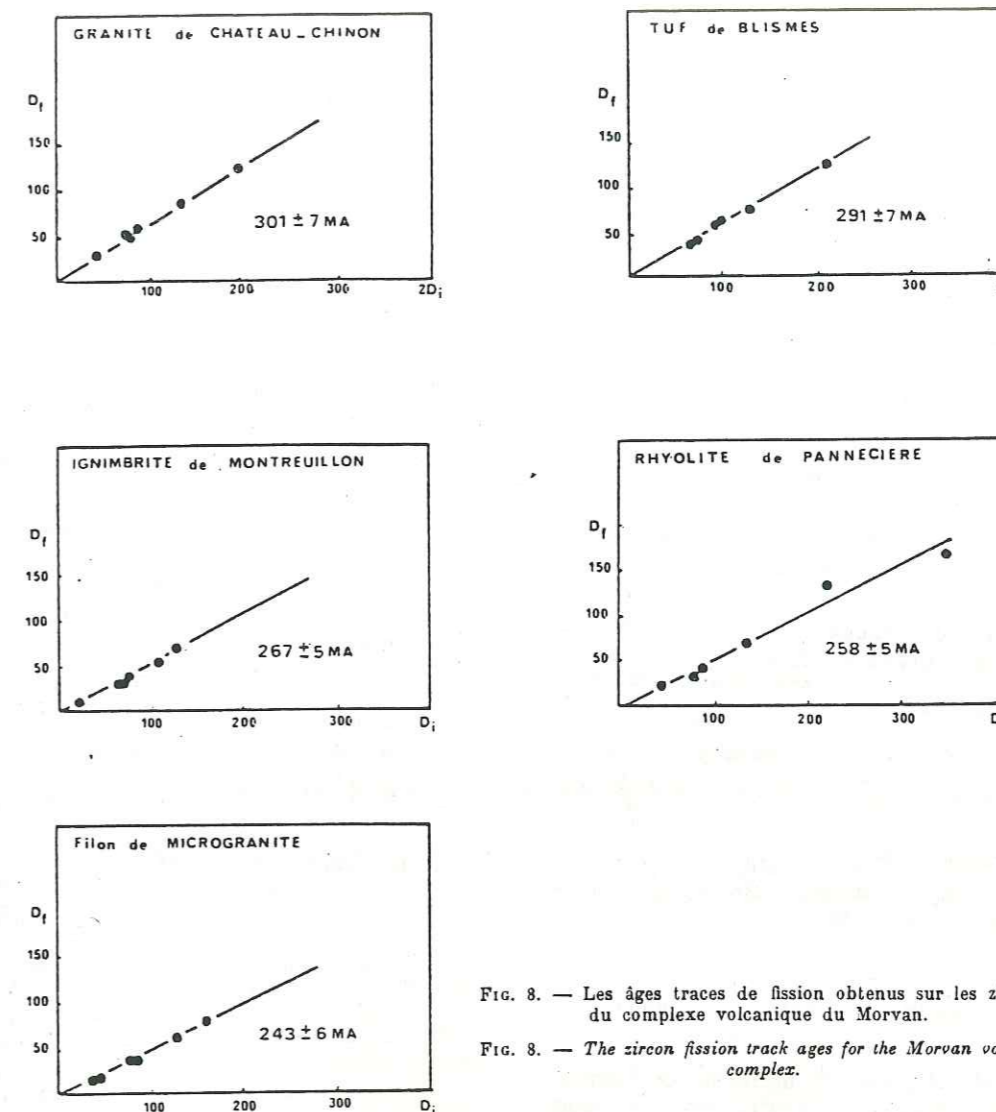 GRANITE de CHATEAU_CHINON
Df
150
100
50
301 ± 7 MA
100 200 300 2Di
TUF de BLISMES
Df
150
100
50
291 ± 7 MA
100 200 300
IGNIMBRITE de MONTREUILLON
Df
150
100
50
267 ± 5 MA
100 200 300 Di
RHYOLITE de PANNECIERE
Df
150
100
50
258 ± 5 MA
100 200 300 D
Filon de MICROGRANITE
Df
150
100
50
243 ± 6 MA
100 200 300 Di
FIG. 8. — Les âges traces de fission obtenus sur les
du complexe volcanique du Morvan.
FIG. 8. — The zircon fission track ages for the Morvan
complex.